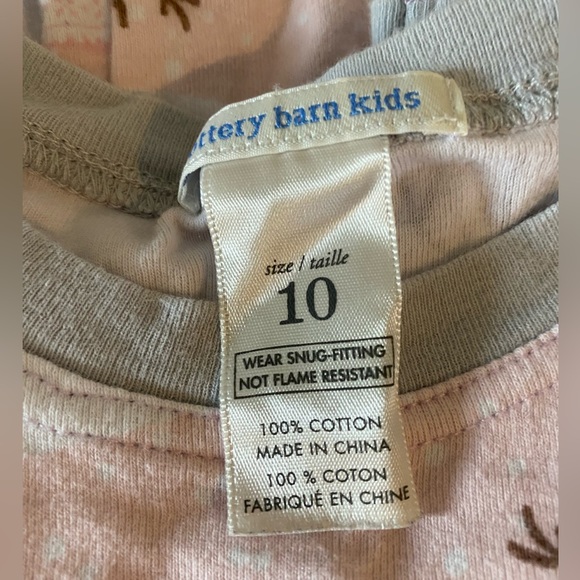 ttery barn kids
size / taille
10
WEAR SNUG-FITTING
NOT FLAME RESISTANT
100% COTTON
MADE IN CHINA
100 % COTON
FABRIQUÉ EN CHINE